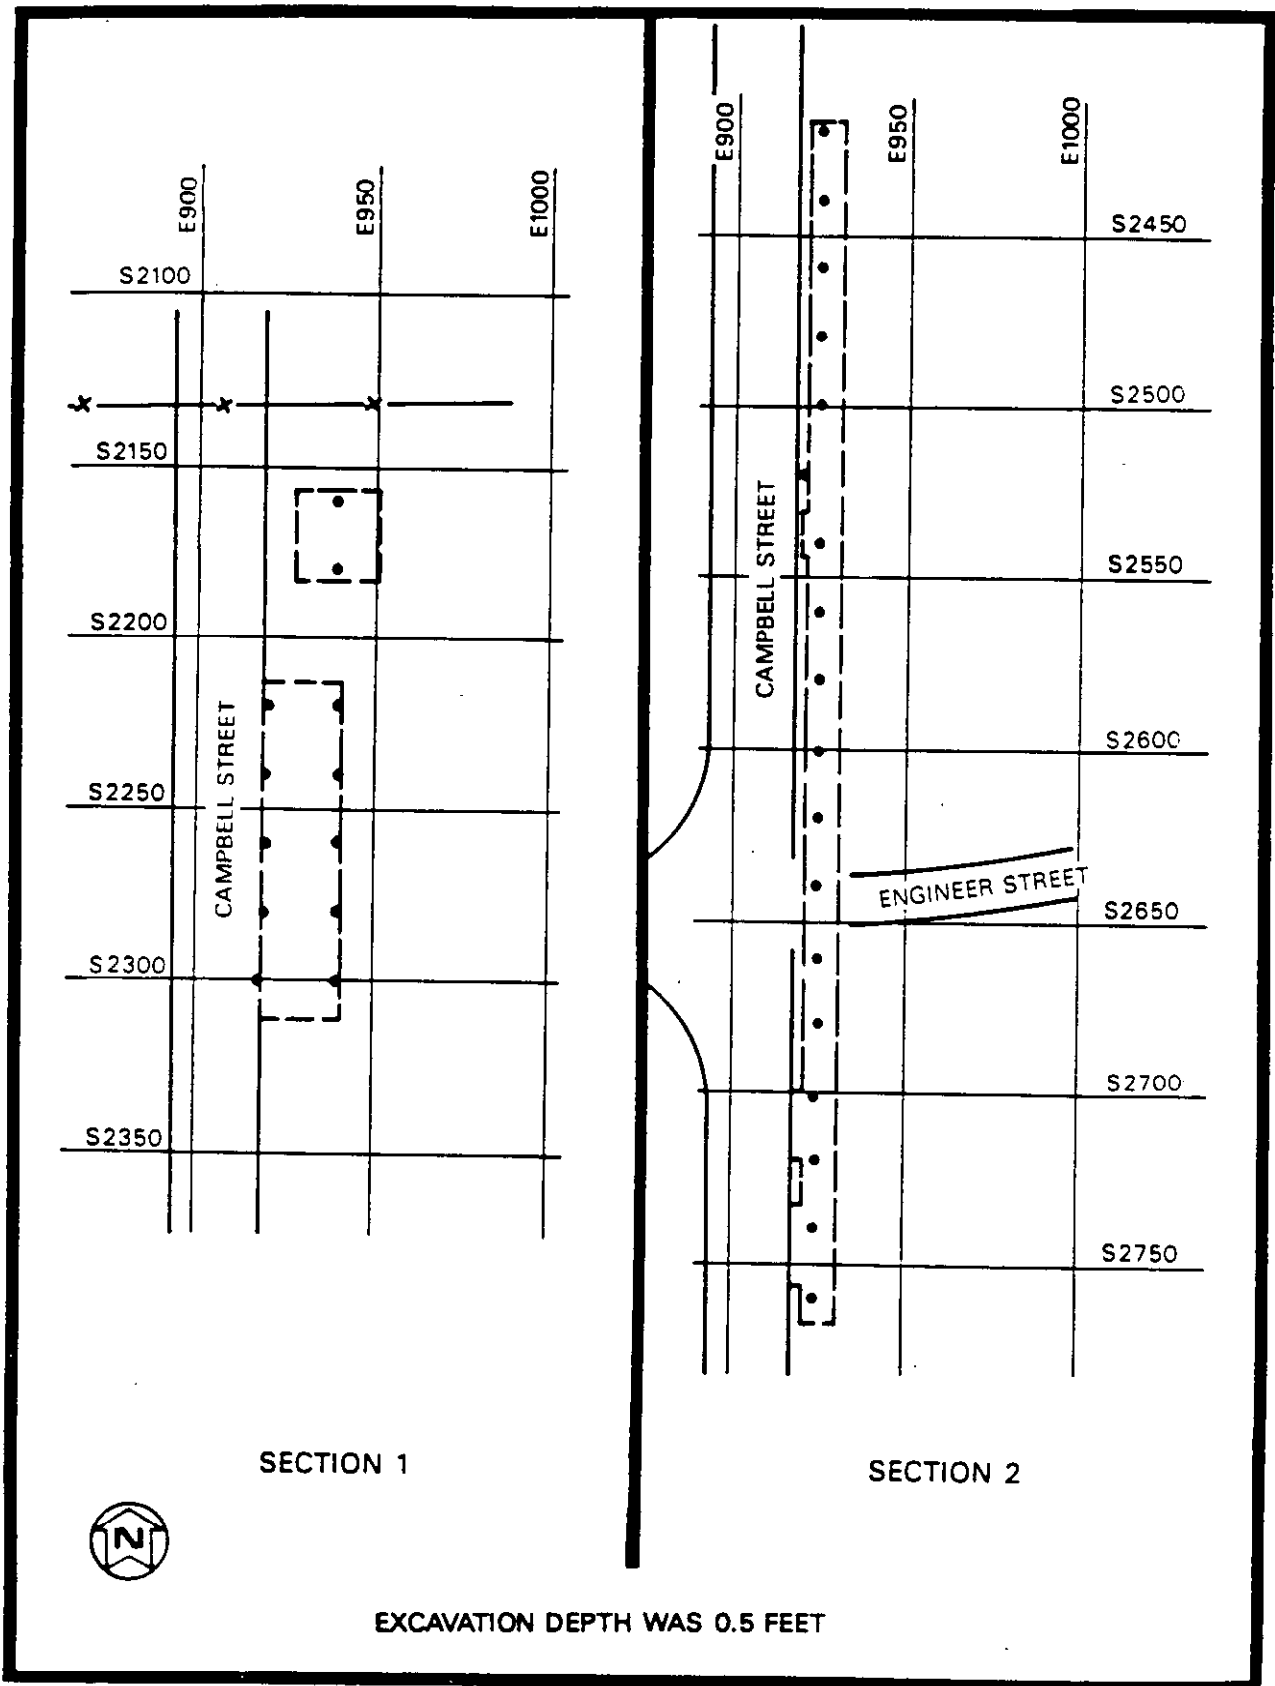 E900
E950
E1000
S2100
S2150
S2200
S2250
S2300
S2350
CAMPBELL STREET
SECTION 1
E900
E950
E1000
S2450
S2500
S2550
S2600
S2650
S2700
S2750
CAMPBELL STREET
ENGINEER STREET
SECTION 2
N
EXCAVATION DEPTH WAS 0.5 FEET